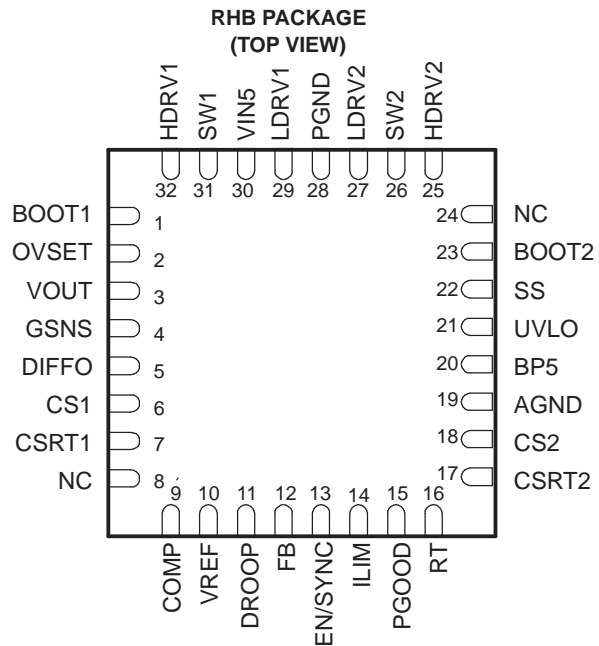 RHB PACKAGE
(TOP VIEW)
HDRV1
SW1
VIN5
LDRV1
PGND
LDRV2
SW2
HDRV2
32 31 30 29 28 27 26 25
BOOT1 1
OVSET 2
VOUT 3
GSNS 4
DIFFO 5
CS1 6
CSRT1 7
NC 8
24 NC
23 BOOT2
22 SS
21 UVLO
20 BP5
19 AGND
18 CS2
17 CSRT2
9 10 11 12 13 14 15 16
COMP
VREF
DROOP
FB
EN/SYNC
ILIM
PGOOD
RT